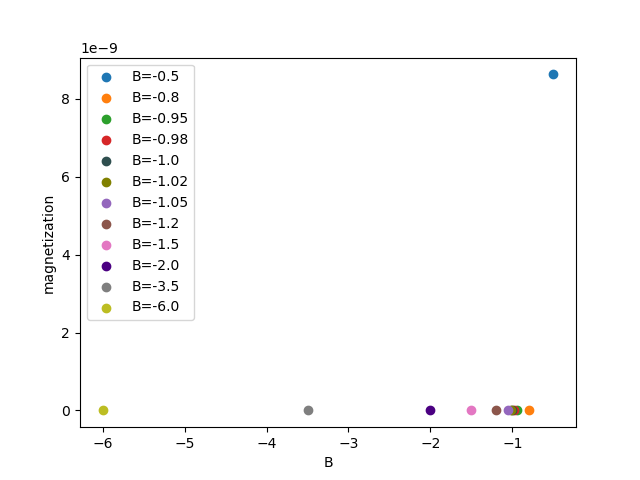 1e−9
8
6
4
2
0
magnetization
B=-0.5
B=-0.8
B=-0.95
B=-0.98
B=-1.0
B=-1.02
B=-1.05
B=-1.2
B=-1.5
B=-2.0
B=-3.5
B=-6.0
−6 −5 −4 −3 −2 −1
B